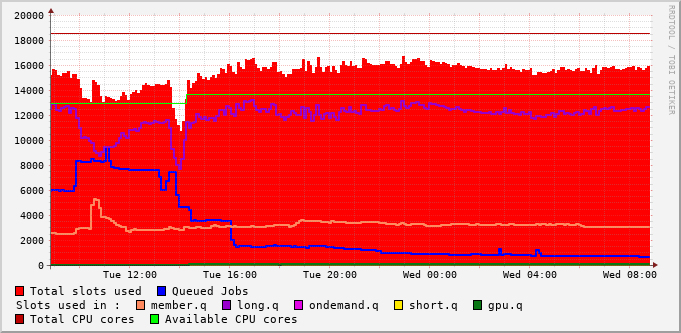 20000
18000
16000
14000
12000
10000
8000
6000
4000
2000
0
Tue 12:00 Tue 16:00 Tue 20:00 Wed 00:00 Wed 04:00 Wed 08:00
RRDTOOL / TOBI OETIKER
Total slots used Queued Jobs
Slots used in : member.q long.q ondemand.q short.q gpu.q
Total CPU cores Available CPU cores